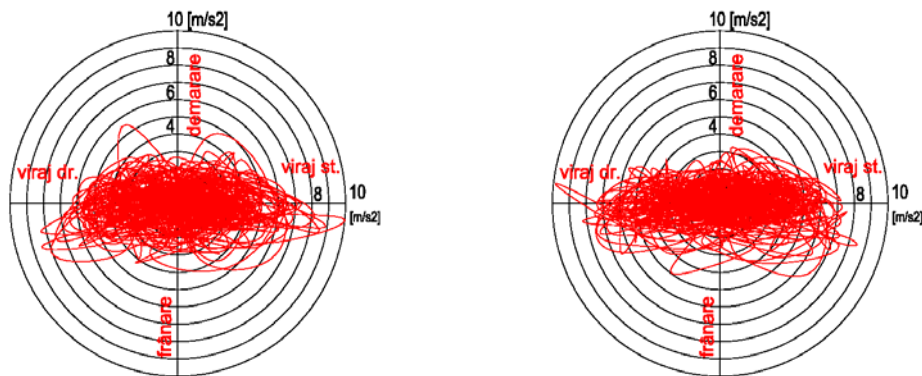 10 [m/s2]
8
6
4
demarare
viraj dr.
viraj st.
8
10
[m/s2]
frânare
10 [m/s2]
8
6
4
demarare
viraj dr.
viraj st.
8
10
[m/s2]
frânare